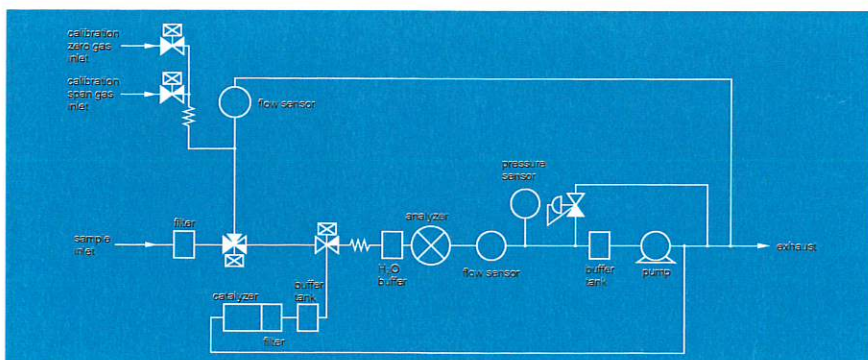 calibration
zero gas
inlet
calibration
span gas
inlet
flow sensor
pressure
sensor
analyzer
filter
sample
inlet
H₂O
buffer
flow sensor
buffer
tank
pump
exhaust
buffer
tank
catalyzer
filter